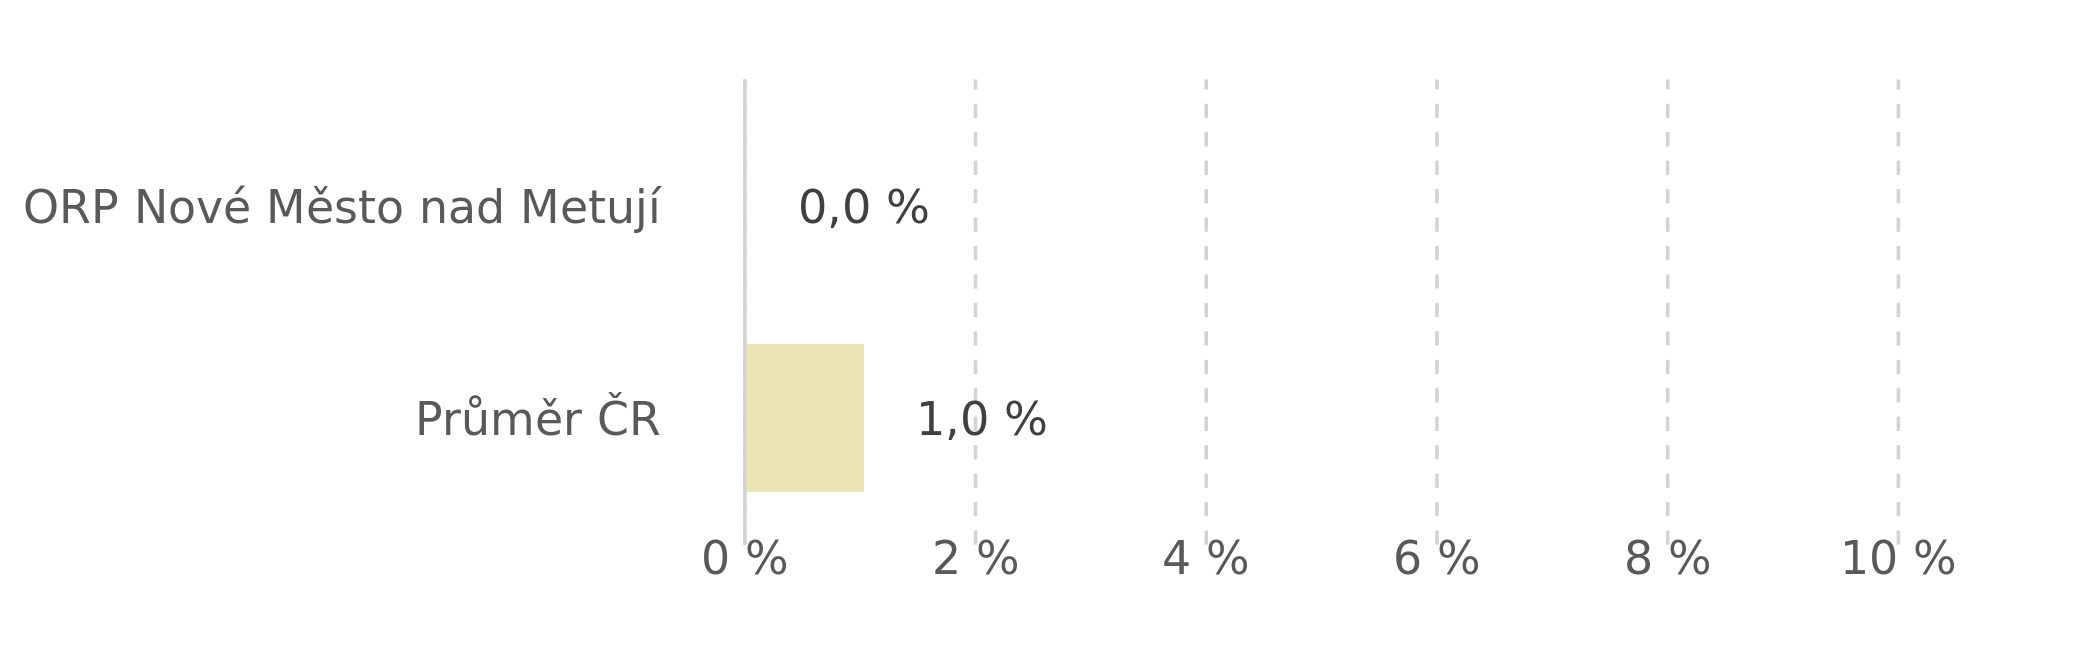 ORP Nové Město nad Metují
0,0 %
Průměr ČR
1,0 %
0 % 2 % 4 % 6 % 8 % 10 %